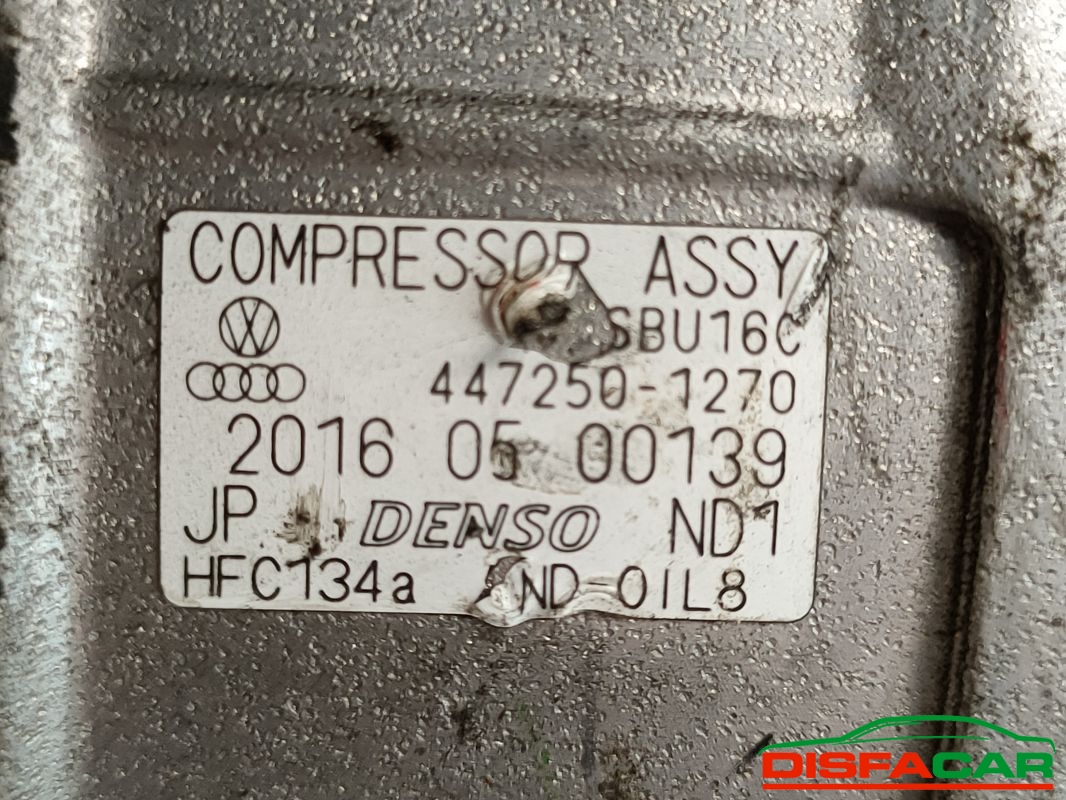 COMPRESSOR ASSY
SBU16C
447250-1270
2016 05 00139
JP DENSO ND1
HFC134a ND-OIL8
DISFACAR